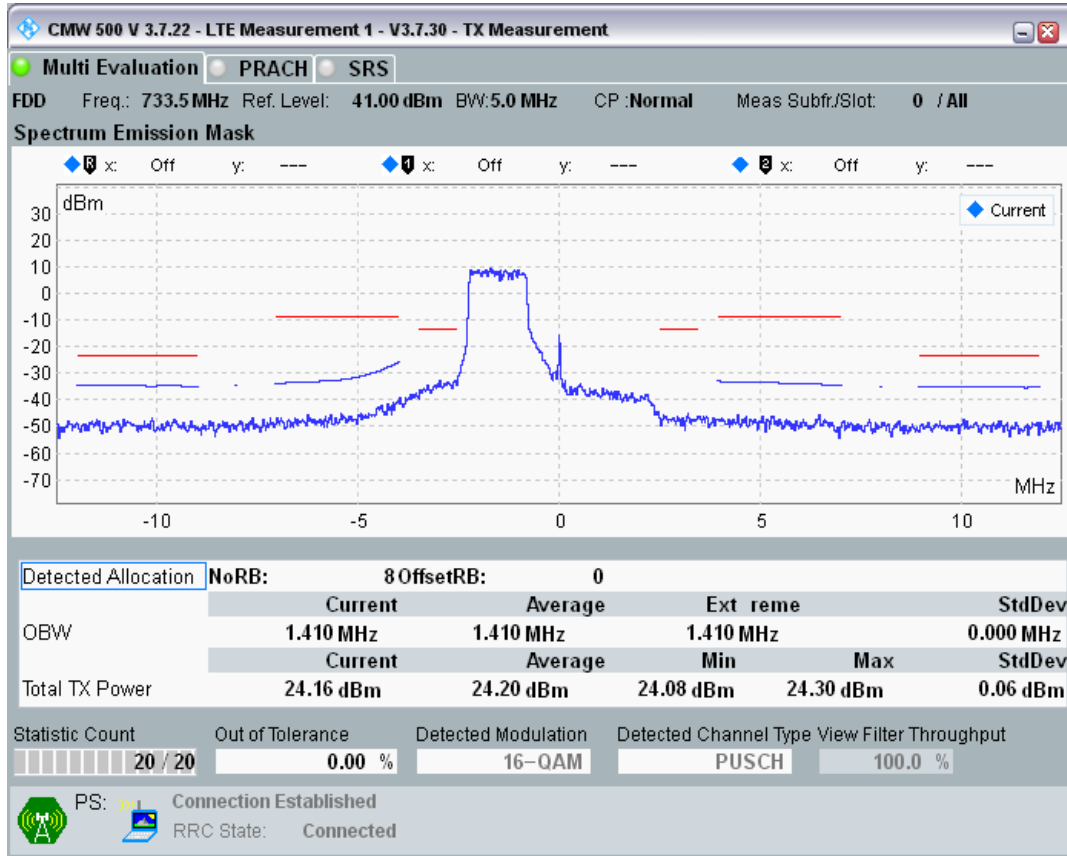 CMW 500 V 3.7.22 - LTE Measurement 1 - V3.7.30 - TX Measurement
Multi Evaluation PRACH SRS
FDD Freq.: 733.5 MHz Ref. Level: 41.00 dBm BW: 5.0 MHz CP : Normal Meas Subfr./Slot: 0 / All
Spectrum Emission Mask
R x: Off y: --- 1 x: Off y: --- 2 x: Off y: ---
dBm
Current
30
20
10
0
-10
-20
-30
-40
-50
-60
-70
MHz
-10 -5 0 5 10
Detected Allocation NoRB: 8 OffsetRB: 0
Current Average Ext reme StdDev
OBW 1.410 MHz 1.410 MHz 1.410 MHz 0.000 MHz
Current Average Min Max StdDev
Total TX Power 24.16 dBm 24.20 dBm 24.08 dBm 24.30 dBm 0.06 dBm
Statistic Count Out of Tolerance Detected Modulation Detected Channel Type View Filter Throughput
20 / 20 0.00 % 16-QAM PUSCH 100.0 %
PS: Connection Established
RRC State: Connected